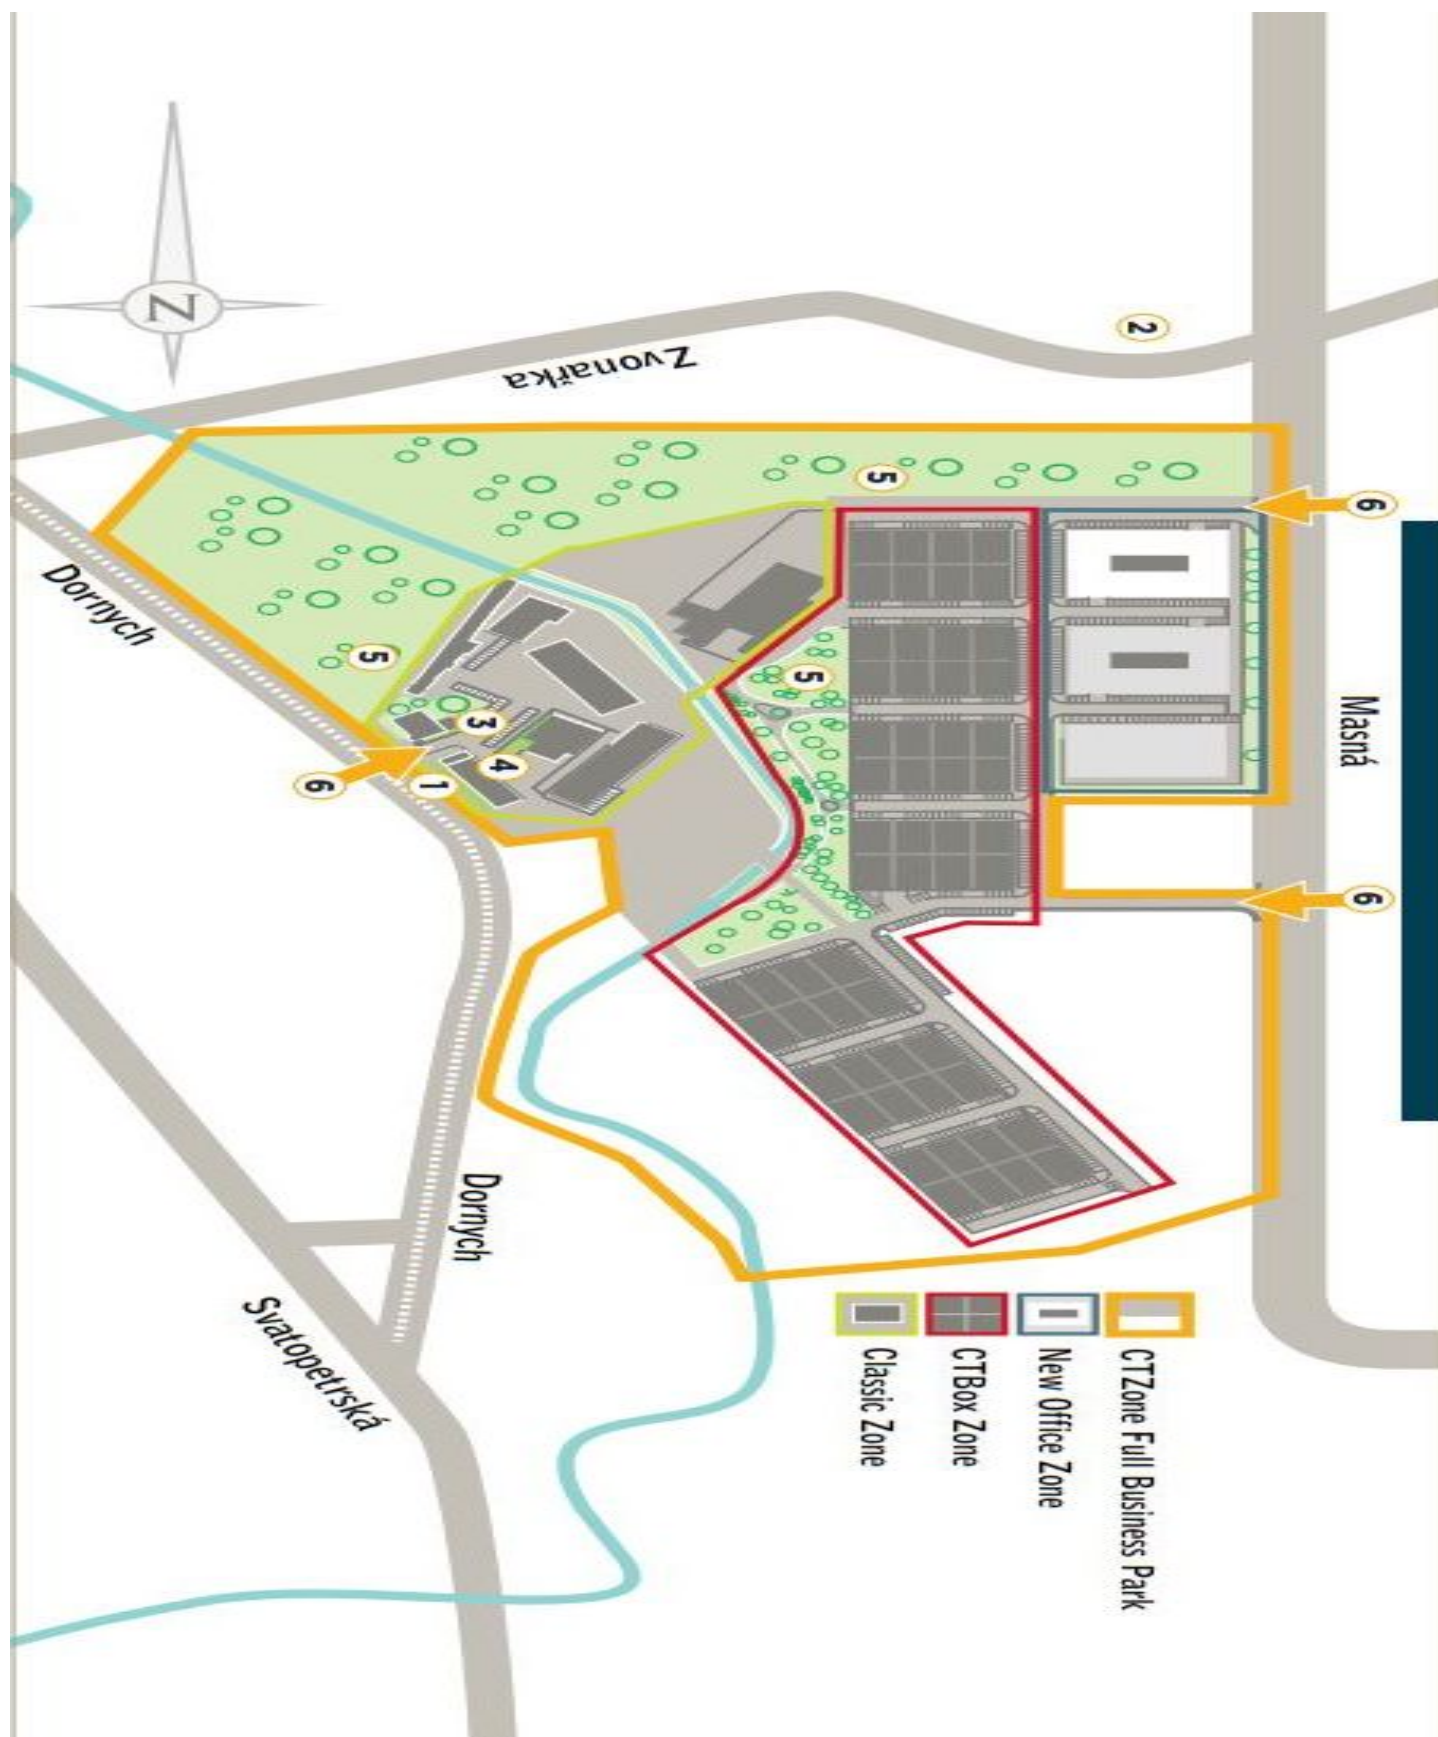 N
Zvonařka
Masná
Dornych
Dornych
Svatopetrská
1
2
3
4
5
5
5
6
6
6
CTZone Full Business Park
New Office Zone
CTBox Zone
Classic Zone